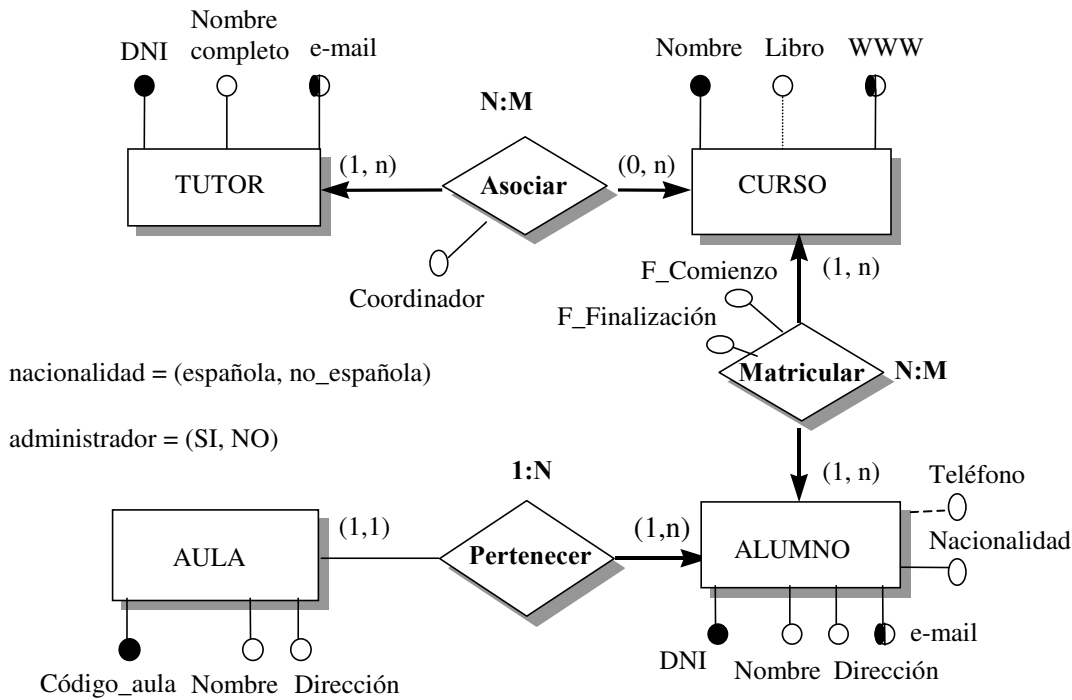 Nombre
completo
DNI
e-mail
Nombre
Libro
WWW
N:M
(1, n)
(0, n)
TUTOR
Asociar
CURSO
Coordinador
F_Comienzo
(1, n)
F_Finalización
nacionalidad = (española, no_española)
Matricular
N:M
administrador = (SI, NO)
1:N
(1, n)
Teléfono
(1,1)
(1,n)
Nacionalidad
AULA
Pertenecer
ALUMNO
e-mail
DNI
Nombre
Dirección
Código_aula
Nombre
Dirección